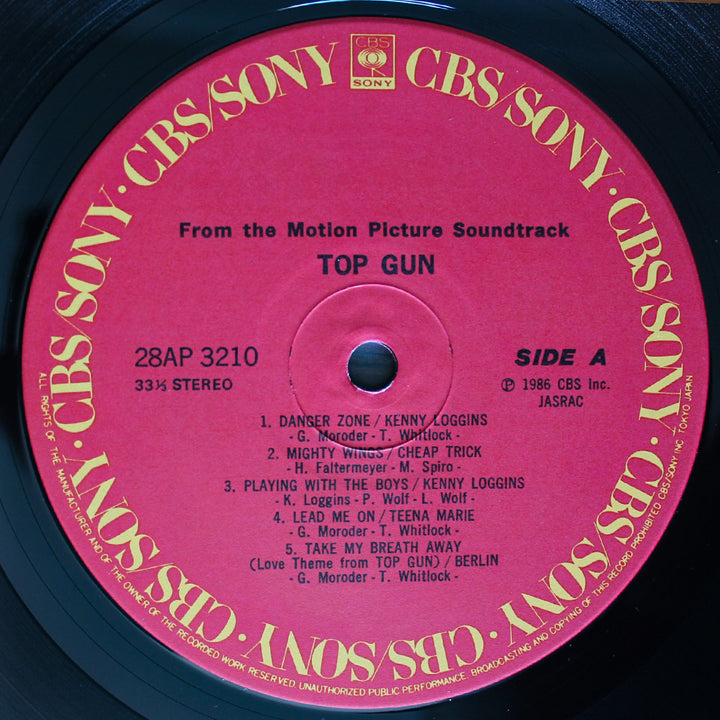 CBS
SONY
CBS/SONY · CBS/SONY · CBS/SONY · CBS/SONY · CBS/SONY · CBS/SONY · CBS/SONY · CBS/SONY
From the Motion Picture Soundtrack
TOP GUN
28AP 3210
33⅓ STEREO
SIDE A
Ⓟ 1986 CBS Inc.
JASRAC
1. DANGER ZONE / KENNY LOGGINS
- G. Moroder - T. Whitlock -
2. MIGHTY WINGS / CHEAP TRICK
- H. Faltermeyer - M. Spiro -
3. PLAYING WITH THE BOYS / KENNY LOGGINS
- K. Loggins - P. Wolf - L. Wolf -
4. LEAD ME ON / TEENA MARIE
- G. Moroder - T. Whitlock -
5. TAKE MY BREATH AWAY
(Love Theme from TOP GUN) / BERLIN
- G. Moroder - T. Whitlock -
ALL RIGHTS OF THE MANUFACTURER AND OF THE OWNER OF THE RECORDED WORK RESERVED. UNAUTHORIZED PUBLIC PERFORMANCE, BROADCASTING AND COPYING OF THIS RECORD PROHIBITED CBS/SONY INC. TOKYO JAPAN